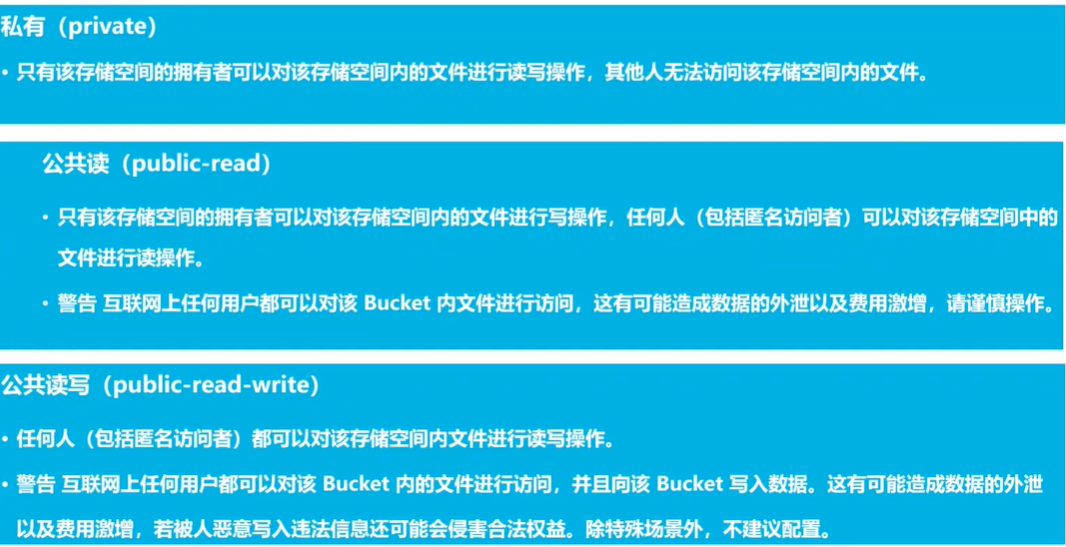 私有（private）
• 只有该存储空间的拥有者可以对该存储空间内的文件进行读写操作，其他人无法访问该存储空间内的文件。
公共读（public-read）
• 只有该存储空间的拥有者可以对该存储空间内的文件进行写操作，任何人（包括匿名访问者）可以对该存储空间中的
文件进行读操作。
• 警告 互联网上任何用户都可以对该 Bucket 内文件进行访问，这有可能造成数据的外泄以及费用激增，请谨慎操作。
公共读写（public-read-write）
• 任何人（包括匿名访问者）都可以对该存储空间内文件进行读写操作。
• 警告 互联网上任何用户都可以对该 Bucket 内的文件进行访问，并且向该 Bucket 写入数据。这有可能造成数据的外泄
以及费用激增，若被人恶意写入违法信息还可能会侵害合法权益。除特殊场景外，不建议配置。